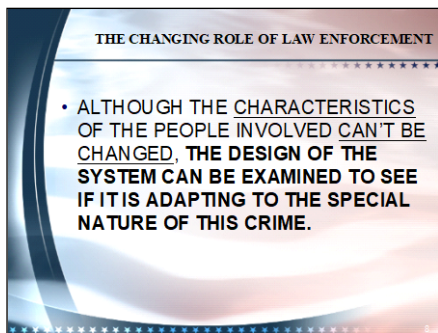 THE CHANGING ROLE OF LAW ENFORCEMENT
• ALTHOUGH THE CHARACTERISTICS
OF THE PEOPLE INVOLVED CAN'T BE
CHANGED, THE DESIGN OF THE
SYSTEM CAN BE EXAMINED TO SEE
IF IT IS ADAPTING TO THE SPECIAL
NATURE OF THIS CRIME.